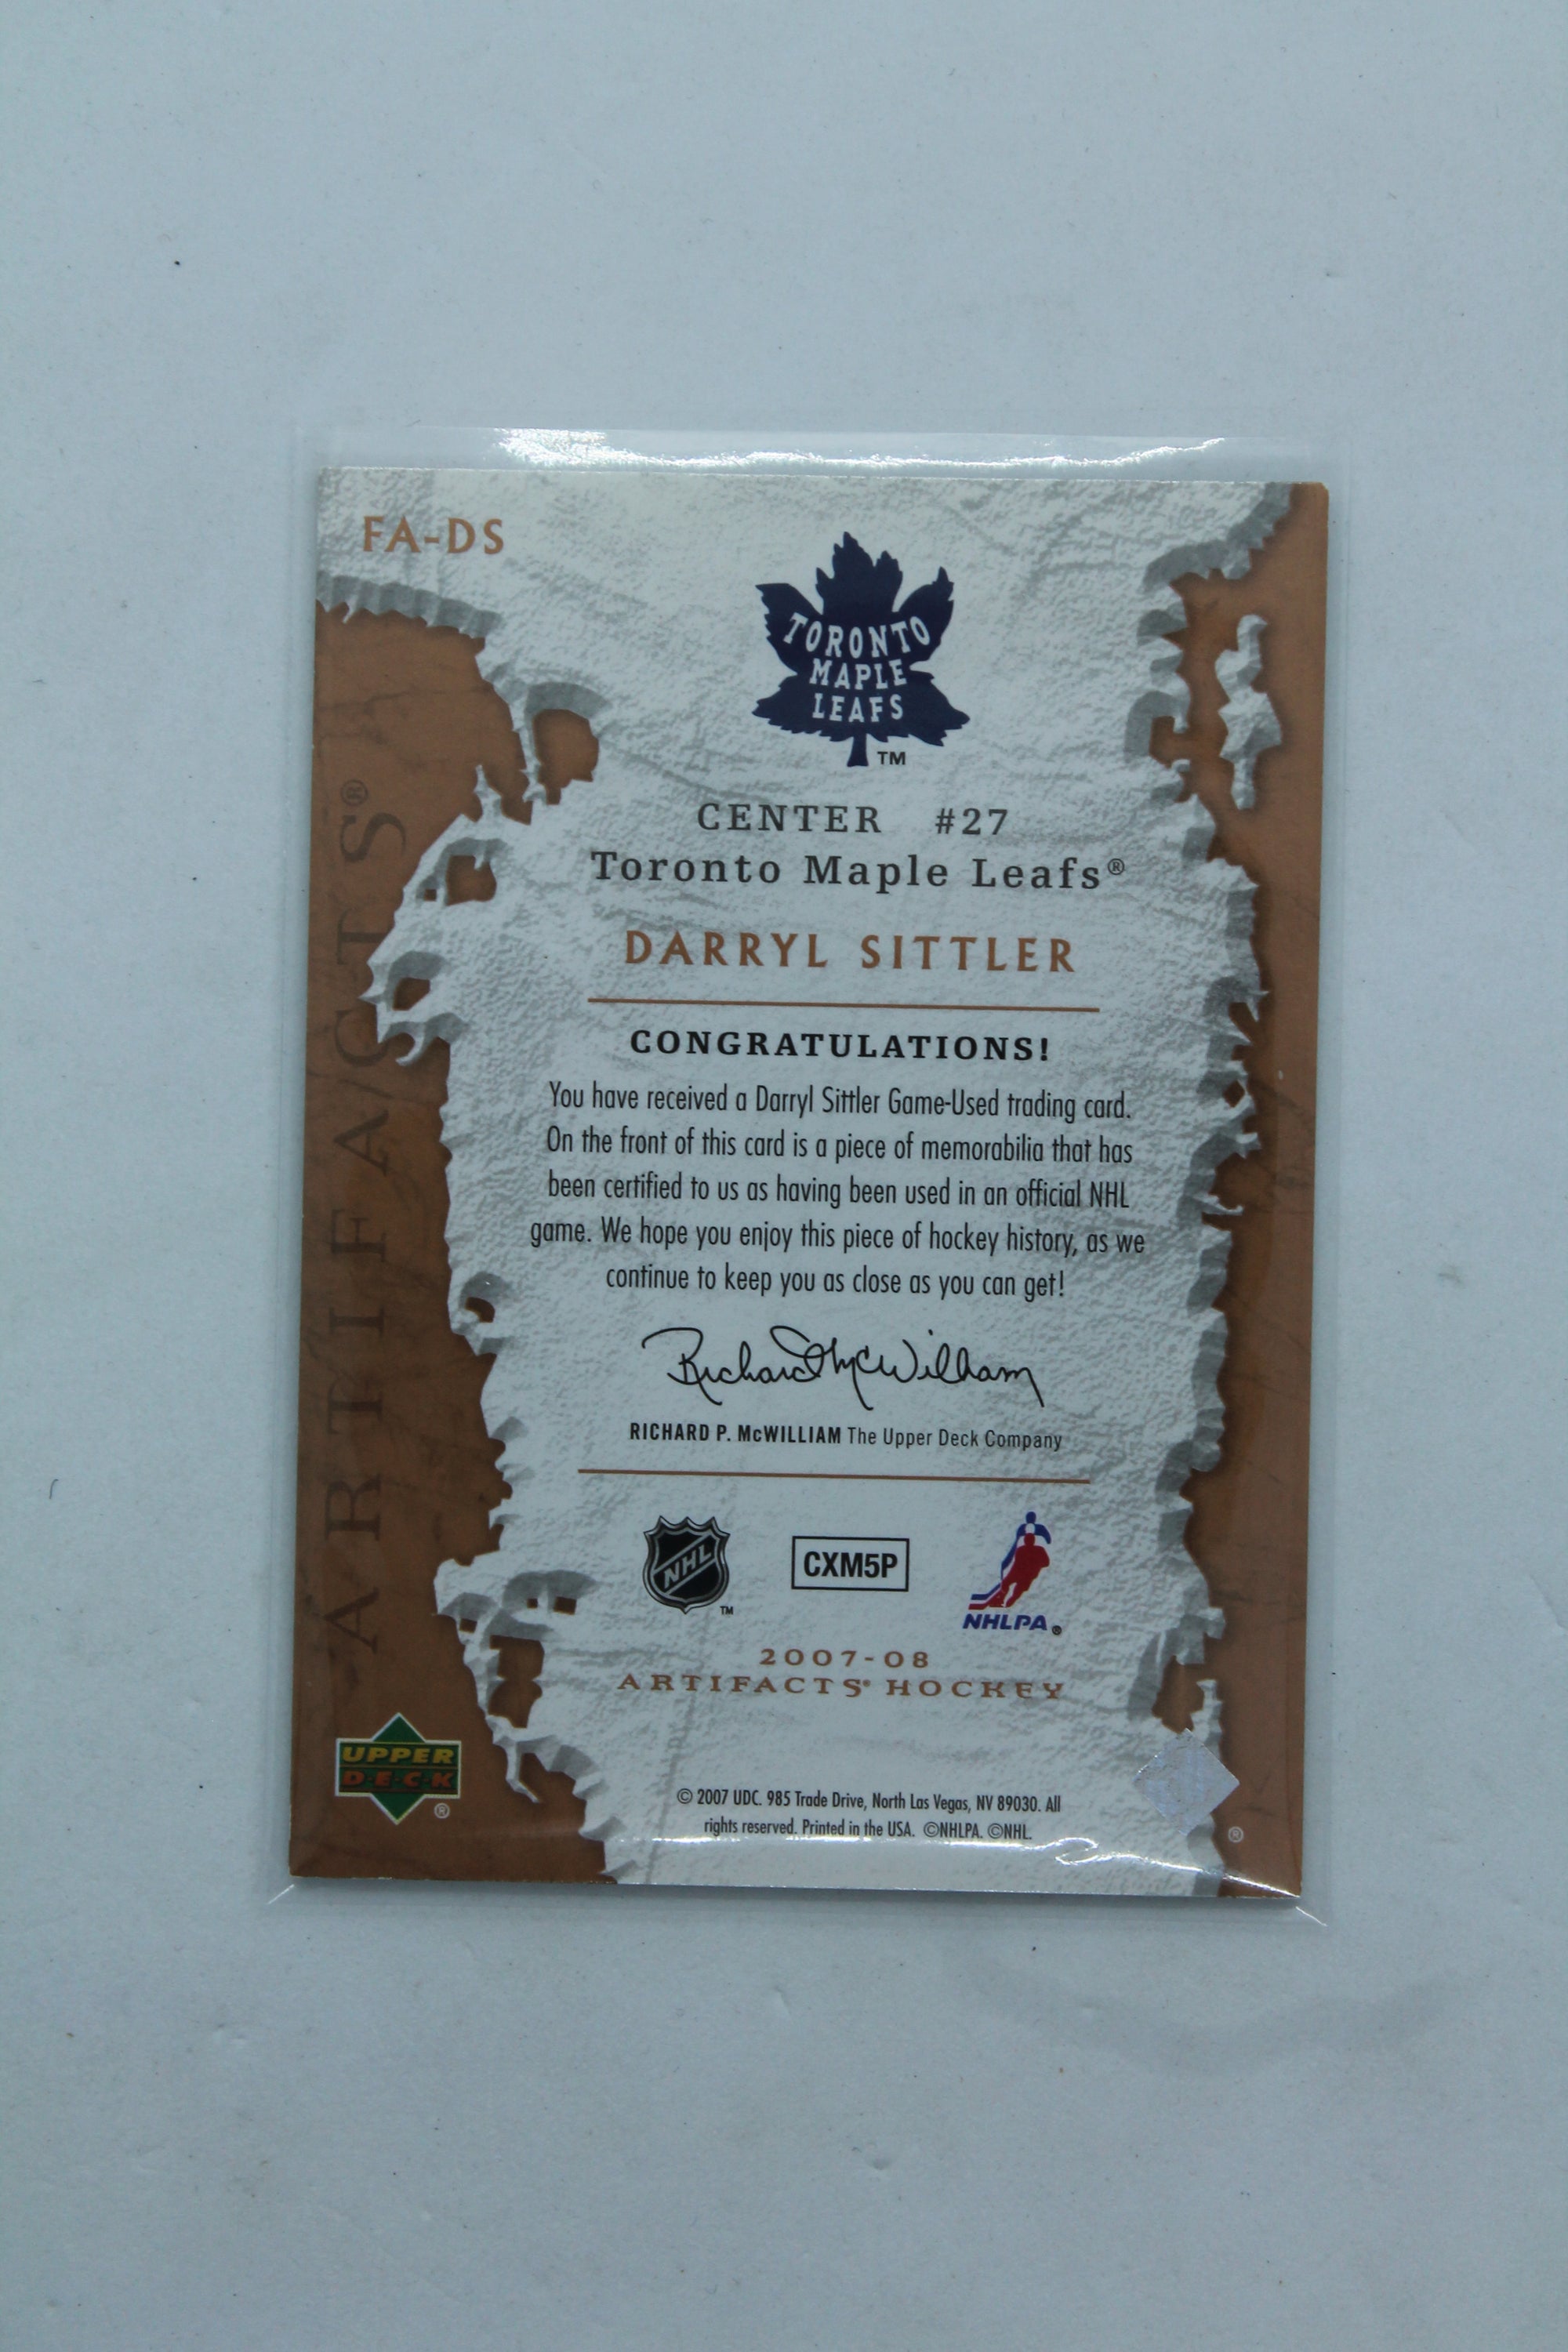 FA-DS
TORONTO
MAPLE
LEAFS
TM
CENTER #27
Toronto Maple Leafs®
DARRYL SITTLER
CONGRATULATIONS!
You have received a Darryl Sittler Game-Used trading card.
On the front of this card is a piece of memorabilia that has
been certified to us as having been used in an official NHL
game. We hope you enjoy this piece of hockey history, as we
continue to keep you as close as you can get!
Richard McWilliam
RICHARD P. McWILLIAM The Upper Deck Company
NHL
TM
CXM5P
NHLPA®
2007-08
ARTIFACTS® HOCKEY
ARTIFACTS®
UPPER
DECK
®
© 2007 UDC. 985 Trade Drive, North Las Vegas, NV 89030. All
rights reserved. Printed in the USA. ©NHLPA. ©NHL.
®